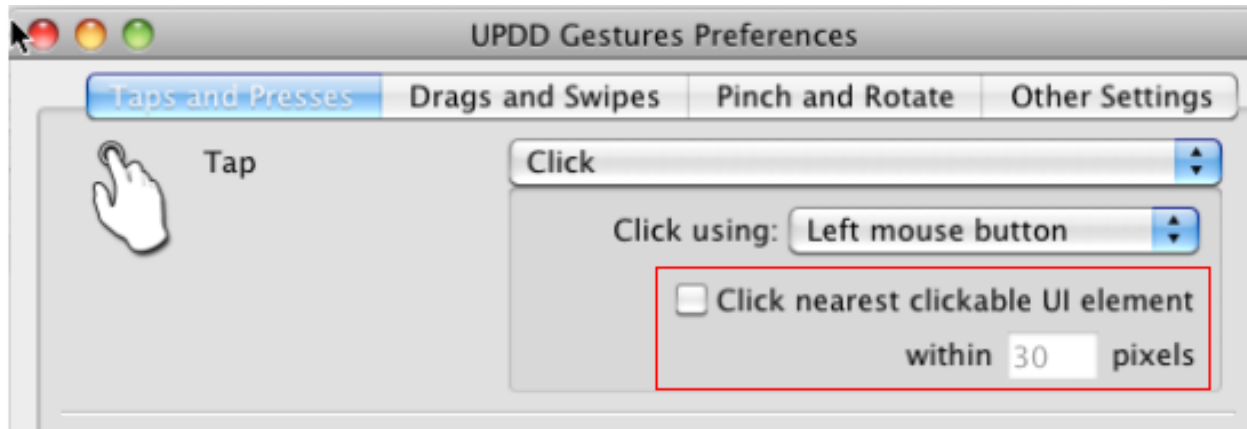 UPDD Gestures Preferences
Taps and Presses Drags and Swipes Pinch and Rotate Other Settings
Tap Click
Click using: Left mouse button
Click nearest clickable UI element
within 30 pixels